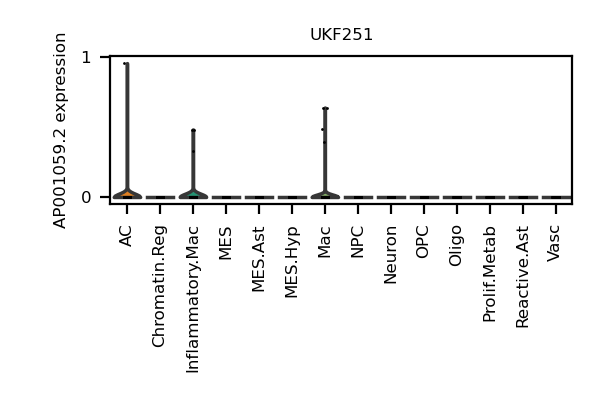 UKF251
AP001059.2 expression
1
0
AC
Chromatin.Reg
Inflammatory.Mac
MES
MES.Ast
MES.Hyp
Mac
NPC
Neuron
OPC
Oligo
Prolif.Metab
Reactive.Ast
Vasc